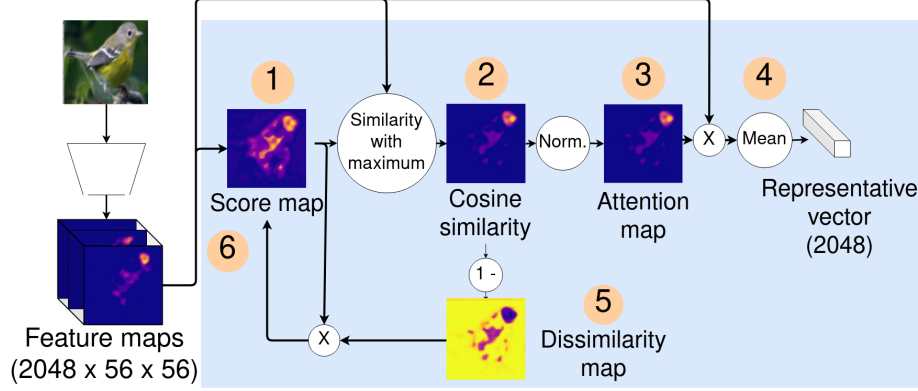 1
2
3
4
Similarity
with
maximum
Norm.
X
Mean
Score map
Cosine
similarity
Attention
map
Representative
vector
(2048)
6
1 -
5
X
Dissimilarity
map
Feature maps
(2048 x 56 x 56)